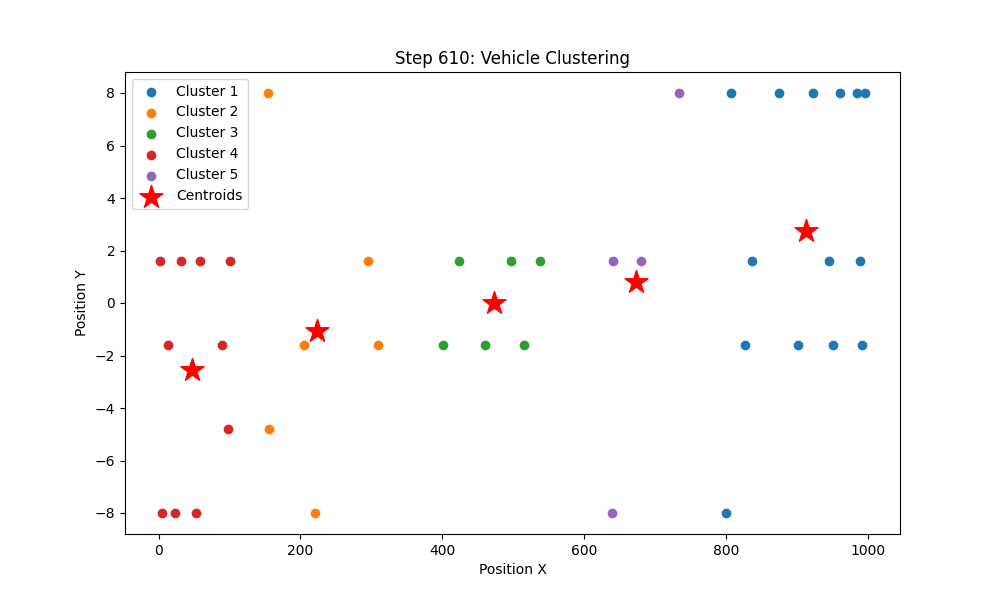 Step 610: Vehicle Clustering
Cluster 1
Cluster 2
Cluster 3
Cluster 4
Cluster 5
Centroids
Position Y
8
6
4
2
0
−2
−4
−6
−8
0 200 400 600 800 1000
Position X